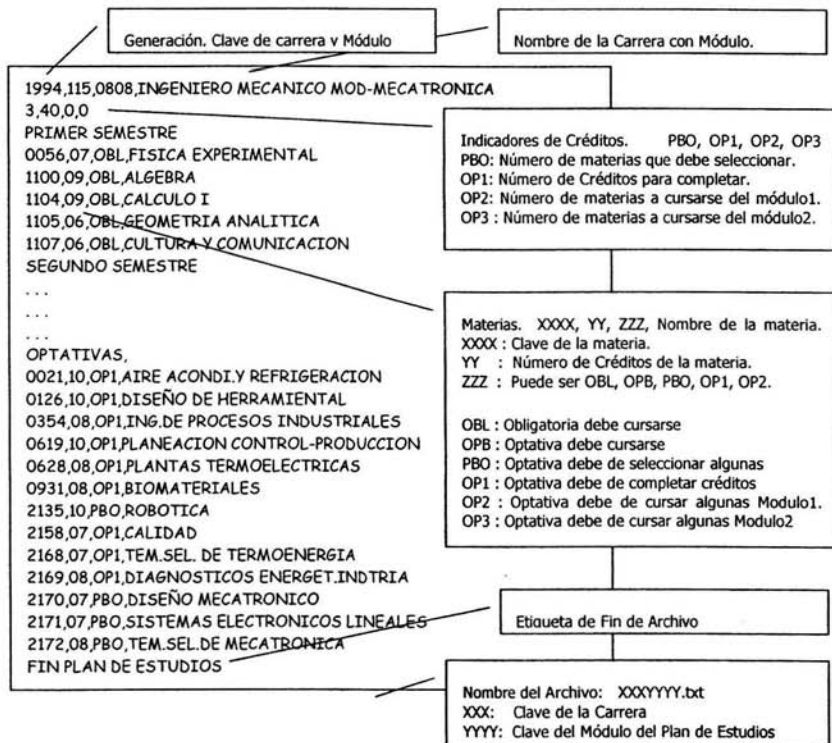 Generación. Clave de carrera y Módulo
Nombre de la Carrera con Módulo.
1994,115,0808,INGENIERO MECANICO MOD-MECATRONICA
3,40,0,0
PRIMER SEMESTRE
0056,07,OBL,FISICA EXPERIMENTAL
1100,09,OBL,ALGEBRA
1104,09,OBL,CALCULO I
1105,06,OBL,GEOMETRIA ANALITICA
1107,06,OBL,CULTURA Y COMUNICACION
SEGUNDO SEMESTRE
. . .
. . .
. . .
OPTATIVAS,
0021,10,OP1,AIRE ACONDI.Y REFRIGERACION
0126,10,OP1,DISEÑO DE HERRAMIENTAL
0354,08,OP1,ING.DE PROCESOS INDUSTRIALES
0619,10,OP1,PLANEACION CONTROL-PRODUCCION
0628,08,OP1,PLANTAS TERMOELECTRICAS
0931,08,OP1,BIOMATERIALES
2135,10,PBO,ROBOTICA
2158,07,OP1,CALIDAD
2168,07,OP1,TEM.SEL. DE TERMOENERGIA
2169,08,OP1,DIAGNOSTICOS ENERGET.INDTRIA
2170,07,PBO,DISEÑO MECATRONICO
2171,07,PBO,SISTEMAS ELECTRONICOS LINEALES
2172,08,PBO,TEM.SEL.DE MECATRONICA
FIN PLAN DE ESTUDIOS
Indicadores de Créditos. PBO, OP1, OP2, OP3
PBO: Número de materias que debe seleccionar.
OP1: Número de Créditos para completar.
OP2: Número de materias a cursarse del módulo1.
OP3 : Número de materias a cursarse del módulo2.
Materias. XXXX, YY, ZZZ, Nombre de la materia.
XXXX : Clave de la materia.
YY : Número de Créditos de la materia.
ZZZ : Puede ser OBL, OPB, PBO, OP1, OP2.
OBL : Obligatoria debe cursarse
OPB : Optativa debe cursarse
PBO : Optativa debe de seleccionar algunas
OP1 : Optativa debe de completar créditos
OP2 : Optativa debe de cursar algunas Modulo1.
OP3 : Optativa debe de cursar algunas Modulo2
Etiqueta de Fin de Archivo
Nombre del Archivo: XXXYYYY.txt
XXX: Clave de la Carrera
YYYY: Clave del Módulo del Plan de Estudios